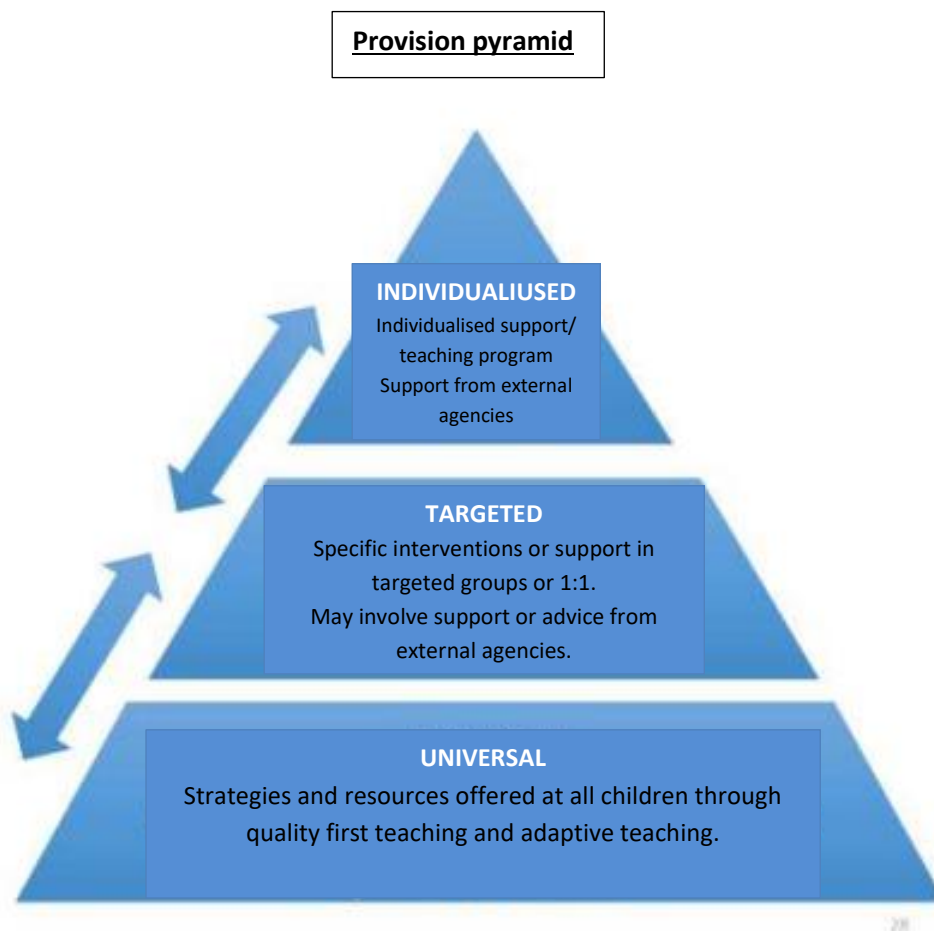 Provision pyramid
INDIVIDUALIUSED
Individualised support/
teaching program
Support from external
agencies
TARGETED
Specific interventions or support in
targeted groups or 1:1.
May involve support or advice from
external agencies.
UNIVERSAL
Strategies and resources offered at all children through
quality first teaching and adaptive teaching.